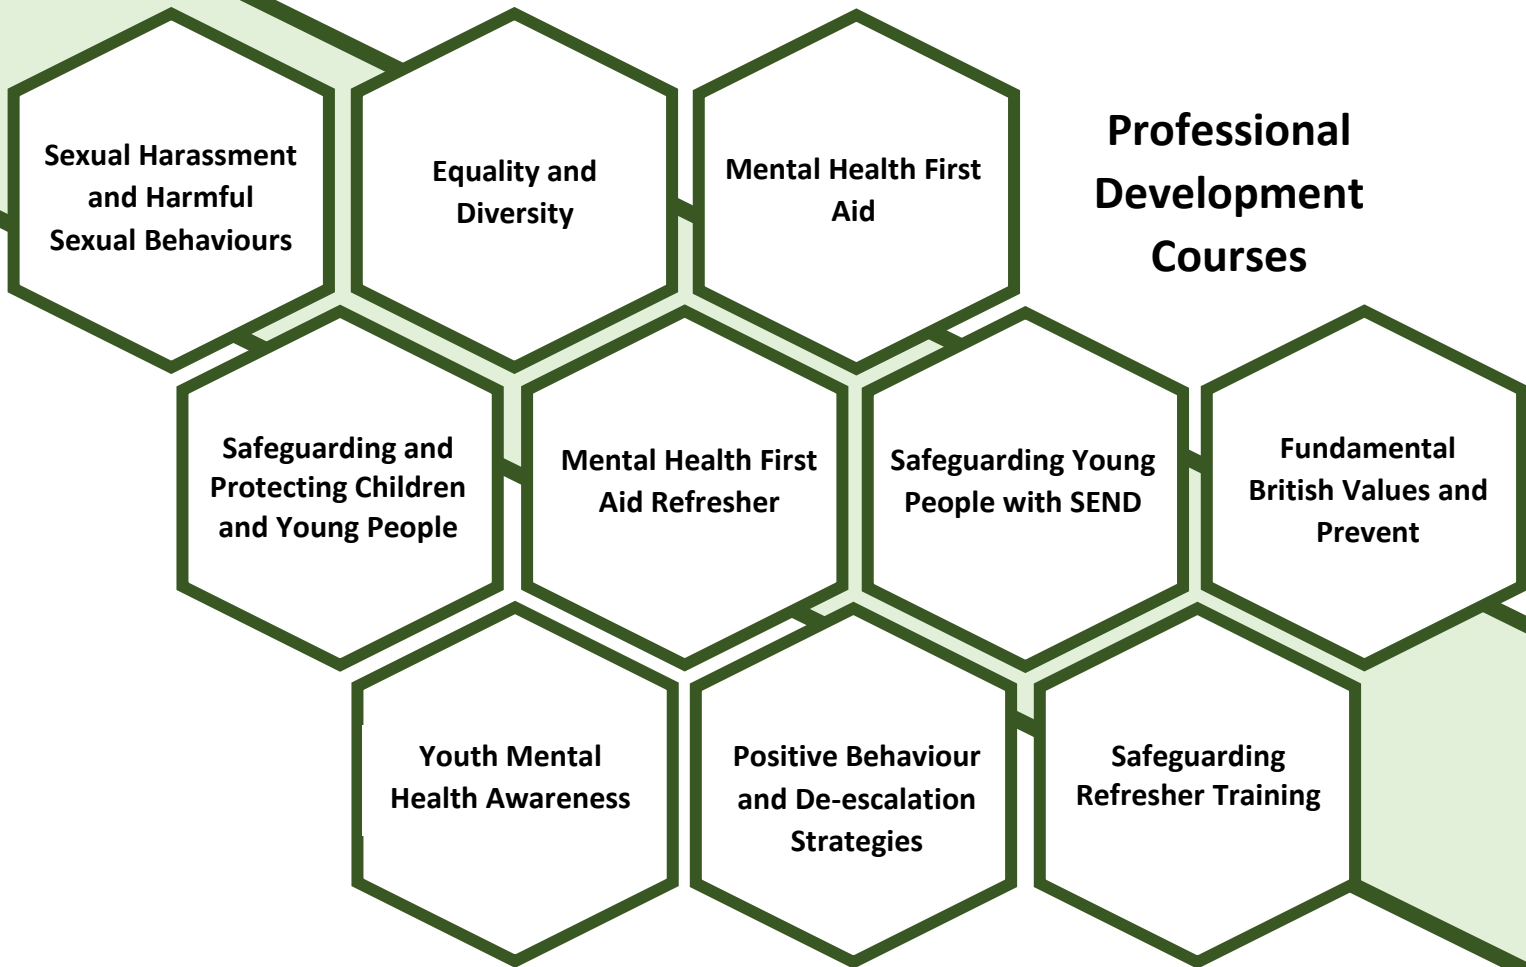 Sexual Harassment
and Harmful
Sexual Behaviours
Equality and
Diversity
Mental Health First
Aid
Professional
Development
Courses
Safeguarding and
Protecting Children
and Young People
Mental Health First
Aid Refresher
Safeguarding Young
People with SEND
Fundamental
British Values and
Prevent
Youth Mental
Health Awareness
Positive Behaviour
and De-escalation
Strategies
Safeguarding
Refresher Training